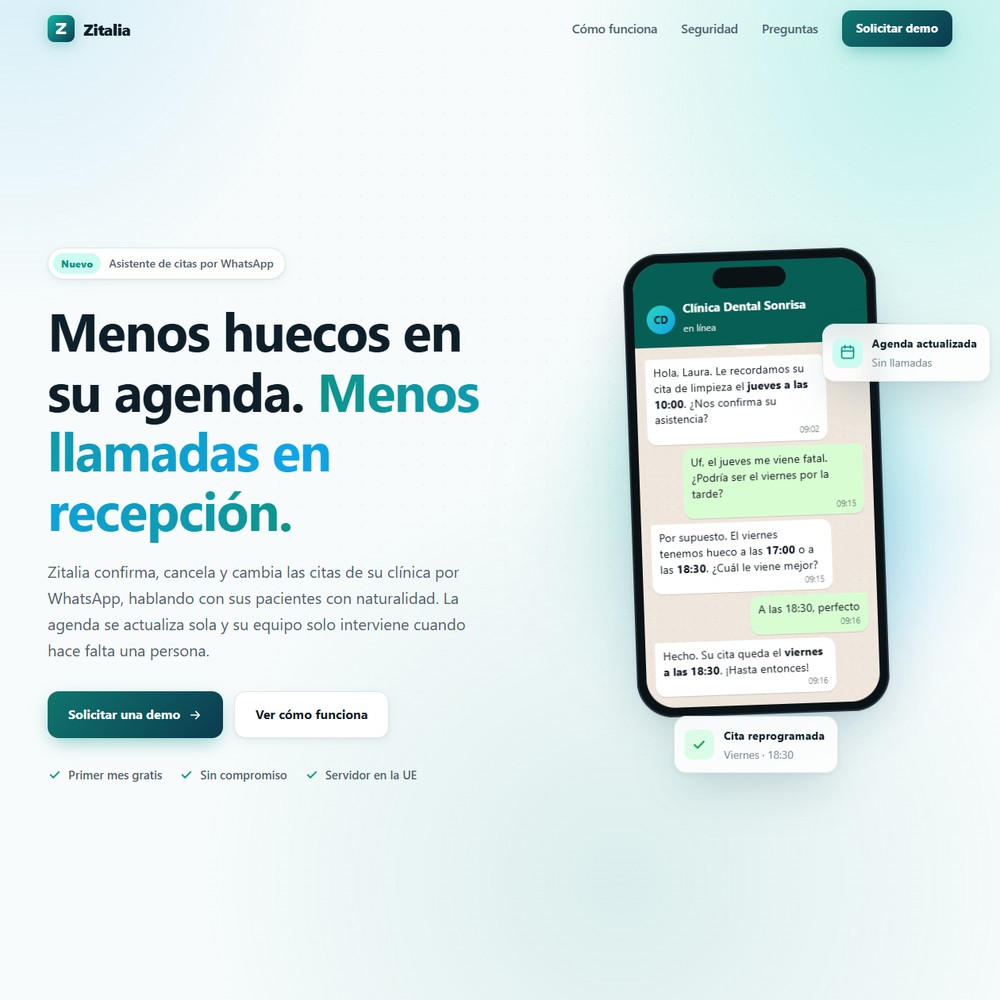 Z Zitalia
Cómo funciona
Seguridad
Preguntas
Solicitar demo
Nuevo Asistente de citas por WhatsApp
Menos huecos en
su agenda. Menos
llamadas en
recepción.
Zitalia confirma, cancela y cambia las citas de su clínica por
WhatsApp, hablando con sus pacientes con naturalidad. La
agenda se actualiza sola y su equipo solo interviene cuando
hace falta una persona.
Solicitar una demo →
Ver cómo funciona
Primer mes gratis
Sin compromiso
Servidor en la UE
CD
Clínica Dental Sonrisa
en línea
Agenda actualizada
Sin llamadas
Hola, Laura. Le recordamos su
cita de limpieza el jueves a las
10:00. ¿Nos confirma su
asistencia?
09:02
Uf, el jueves me viene fatal.
¿Podría ser el viernes por la
tarde?
09:15
Por supuesto. El viernes
tenemos hueco a las 17:00 o a
las 18:30. ¿Cuál le viene mejor?
09:15
A las 18:30, perfecto
09:16
Hecho. Su cita queda el viernes
a las 18:30. ¡Hasta entonces!
09:16
Cita reprogramada
Viernes · 18:30